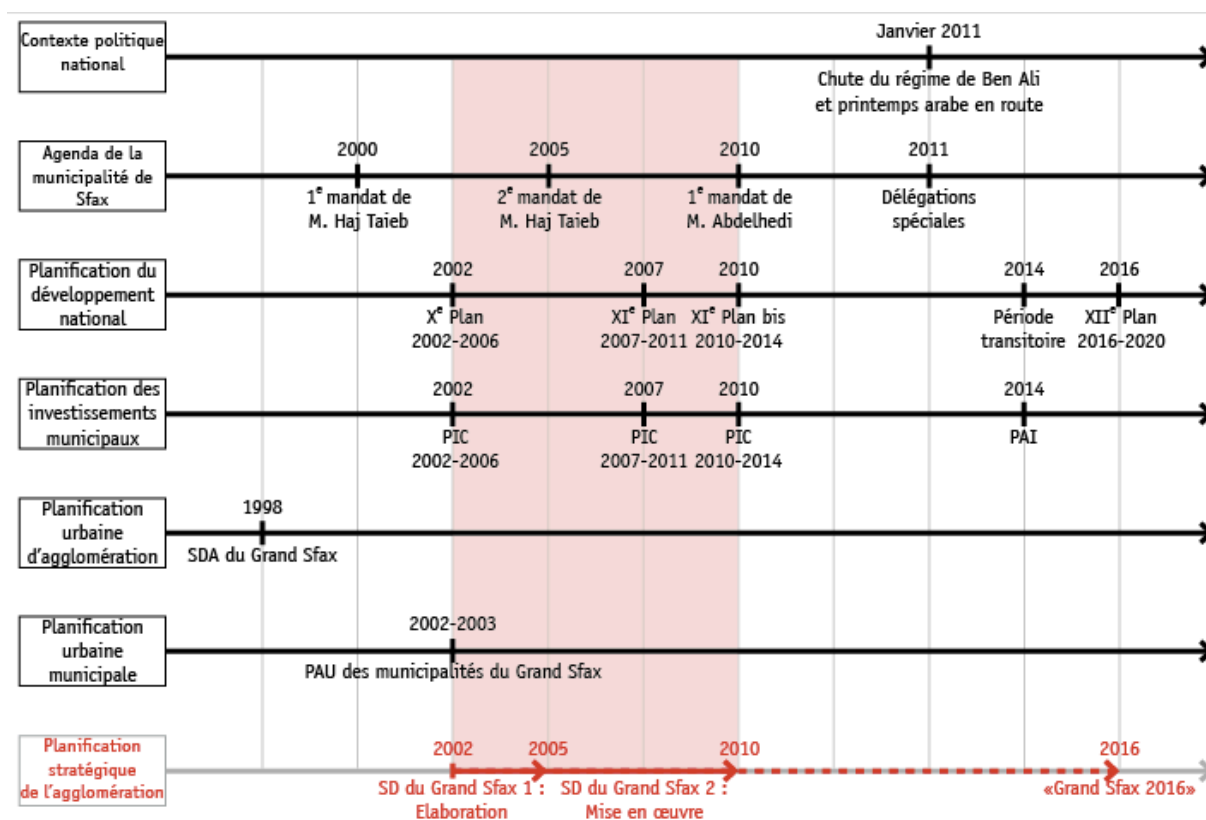 Contexte politique
national
Janvier 2011
Chute du régime de Ben Ali
et printemps arabe en route
Agenda de la
municipalité de
Sfax
2000
1e mandat de
M. Haj Taieb
2005
2e mandat de
M. Haj Taieb
2010
1e mandat de
M. Abdelhedi
2011
Délégations
spéciales
Planification du
développement
national
2002
Xe Plan
2002-2006
2007
XIe Plan
2007-2011
2010
XIe Plan bis
2010-2014
2014
Période
transitoire
2016
XIIe Plan
2016-2020
Planification des
investissements
municipaux
2002
PIC
2002-2006
2007
PIC
2007-2011
2010
PIC
2010-2014
2014
PAI
Planification
urbaine
d'agglomération
1998
SDA du Grand Sfax
Planification
urbaine
municipale
2002-2003
PAU des municipalités du Grand Sfax
Planification
stratégique
de l'agglomération
2002
2005
2010
2016
SD du Grand Sfax 1 :
Elaboration
SD du Grand Sfax 2 :
Mise en œuvre
«Grand Sfax 2016»